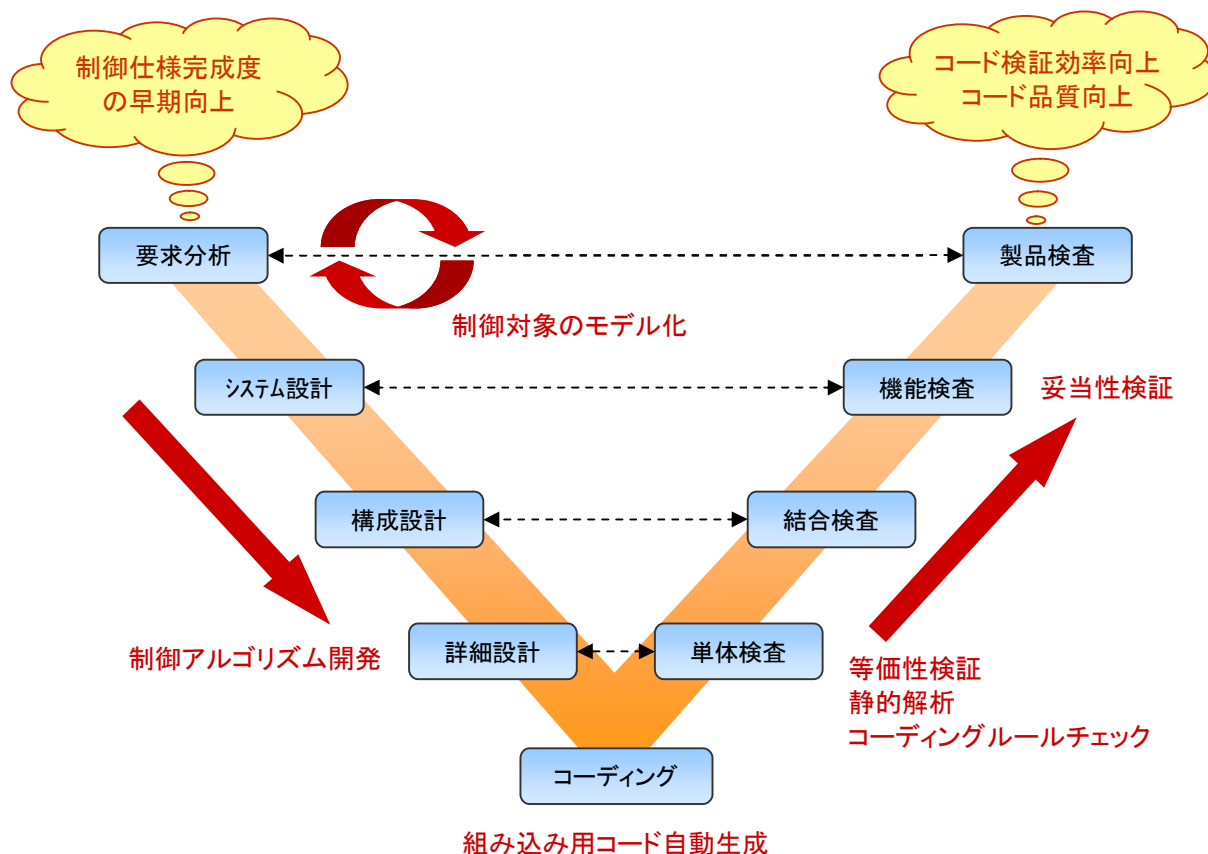 制御仕様完成度
の早期向上
コード検証効率向上
コード品質向上
要求分析
製品検査
制御対象のモデル化
システム設計
機能検査
妥当性検証
構成設計
結合検査
制御アルゴリズム開発
詳細設計
単体検査
等価性検証
静的解析
コーディングルールチェック
コーディング
組み込み用コード自動生成